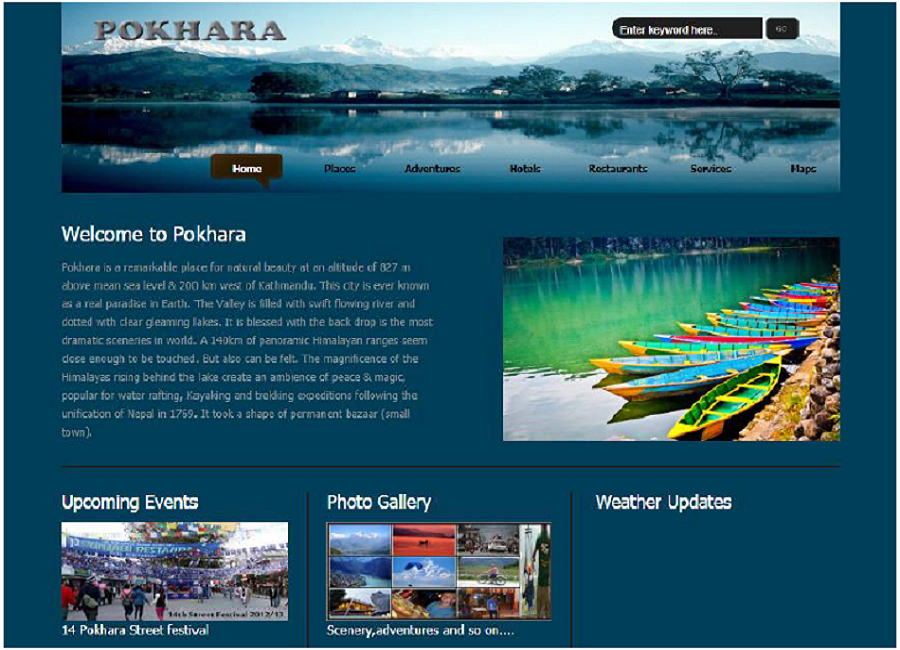 POKHARA
Enter keyword here..
GO
Home Places Adventures Hotels Restaurants Services Maps
Welcome to Pokhara
Pokhara is a remarkable place for natural beauty at an altitude of 827 m
above mean sea level & 200 km west of Kathmandu. This city is ever known
as a real paradise in Earth. The Valley is filled with swift flowing river and
dotted with clear gleaming lakes. It is blessed with the back drop is the most
dramatic sceneries in world. A 140km of panoramic Himalayan ranges seem
close enough to be touched. But also can be felt. The magnificence of the
Himalayas rising behind the lake create an ambience of peace & magic,
popular for water rafting, Kayaking and trekking expeditions following the
unification of Nepal in 1769. It took a shape of permanent bazaar (small
town).
Upcoming Events
14th Street Festival 2012/13
14 Pokhara Street festival
Photo Gallery
Scenery,adventures and so on....
Weather Updates